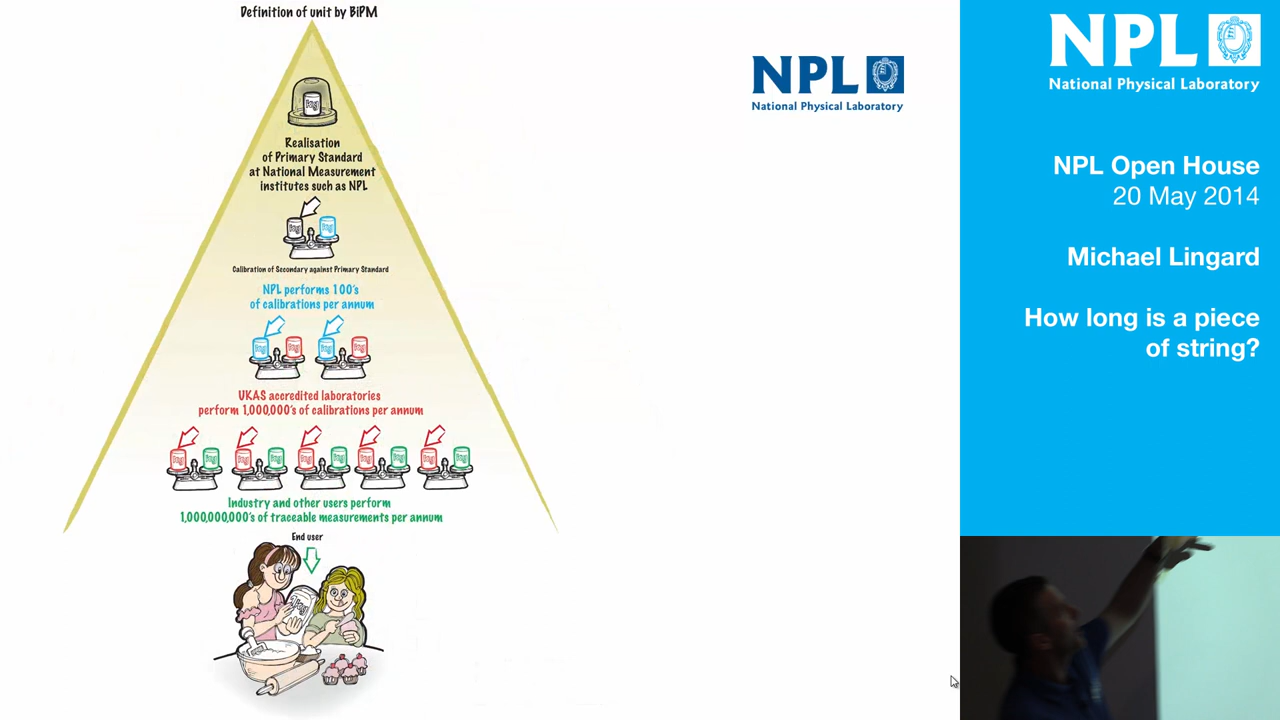 Definition of unit by BiPM
Realisation
of Primary Standard
at National Measurement
institutes such as NPL
Calibration of Secondary against Primary Standard
NPL performs 100's
of calibrations per annum
UKAS accredited laboratories
perform 1,000,000's of calibrations per annum
Industry and other users perform
1,000,000,000's of traceable measurements per annum
End user
NPL
National Physical Laboratory
NPL
National Physical Laboratory
NPL Open House
20 May 2014
Michael Lingard
How long is a piece
of string?